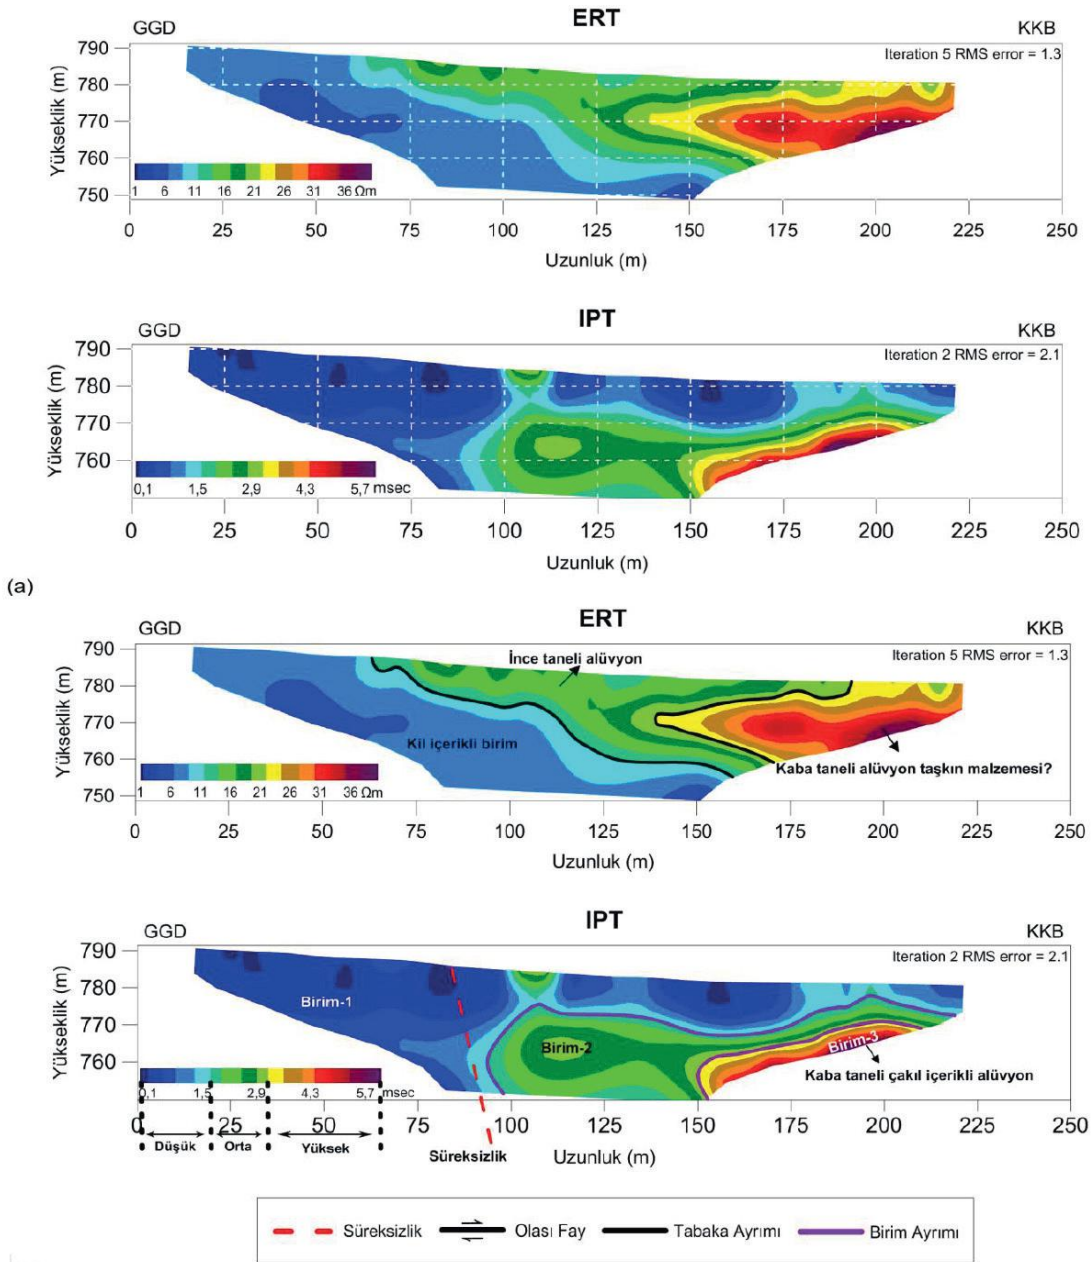 ERT
GGD
KKB
Iteration 5 RMS error = 1.3
Yükseklik (m)
790
780
770
760
750
1 6 11 16 21 26 31 36 Ωm
0 25 50 75 100 125 150 175 200 225 250
Uzunluk (m)
IPT
GGD
KKB
Iteration 2 RMS error = 2.1
Yükseklik (m)
790
780
770
760
0,1 1,5 2,9 4,3 5,7 msec
0 25 50 75 100 125 150 175 200 225 250
Uzunluk (m)
(a)
ERT
GGD
KKB
Iteration 5 RMS error = 1.3
Yükseklik (m)
790
780
770
760
750
İnce taneli alüvyon
Kil içerikli birim
Kaba taneli alüvyon taşkın malzemesi?
1 6 11 16 21 26 31 36 Ωm
0 25 50 75 100 125 150 175 200 225 250
Uzunluk (m)
IPT
GGD
KKB
Iteration 2 RMS error = 2.1
Yükseklik (m)
790
780
770
760
Birim-1
Birim-2
Birim-3
Kaba taneli çakıl içerikli alüvyon
0,1 1,5 2,9 4,3 5,7 msec
0 25 50 75 100 125 150 175 200 225 250
Düşük Orta Yüksek
Süreksizlik
Uzunluk (m)
Süreksizlik Olası Fay Tabaka Ayrımı Birim Ayrımı